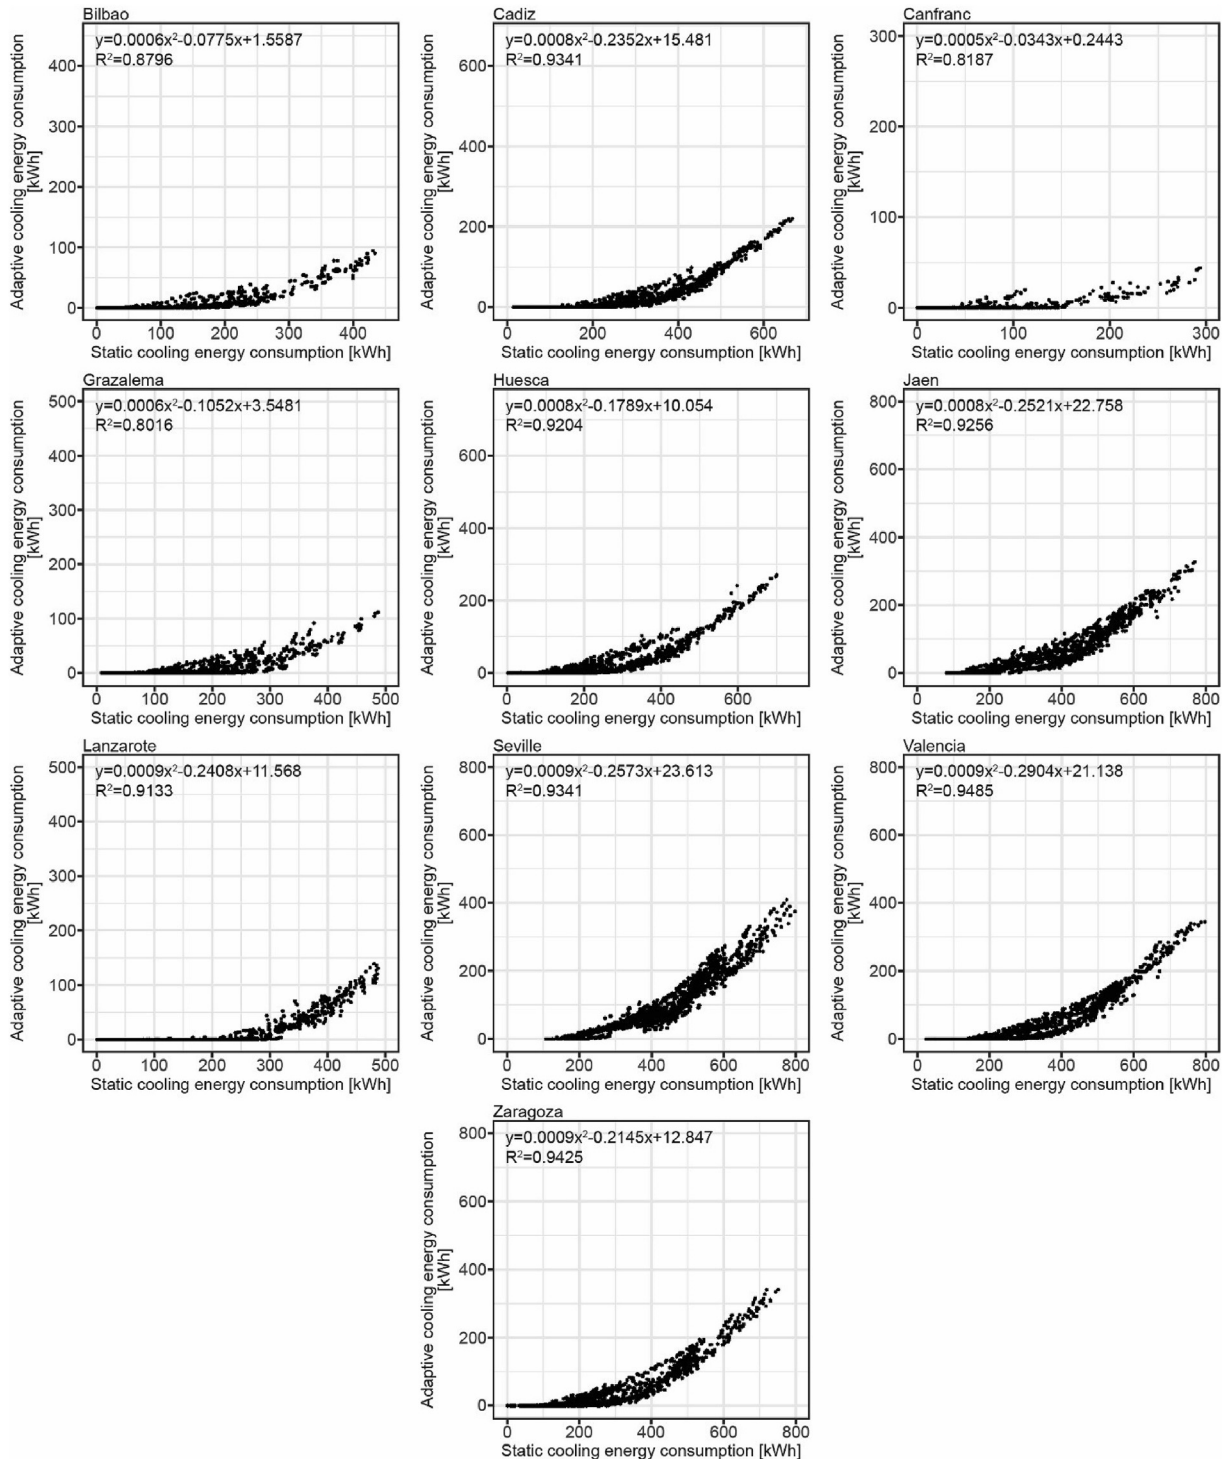 Bilbao
y=0.0006x²-0.0775x+1.5587
R²=0.8796
Adaptive cooling energy consumption
[kWh]
400
300
200
100
0
0 100 200 300 400
Static cooling energy consumption [kWh]
Cadiz
y=0.0008x²-0.2352x+15.481
R²=0.9341
Adaptive cooling energy consumption
[kWh]
600
400
200
0
0 200 400 600
Static cooling energy consumption [kWh]
Canfranc
y=0.0005x²-0.0343x+0.2443
R²=0.8187
Adaptive cooling energy consumption
[kWh]
300
200
100
0
0 100 200 300
Static cooling energy consumption [kWh]
Grazalema
y=0.0006x²-0.1052x+3.5481
R²=0.8016
Adaptive cooling energy consumption
[kWh]
500
400
300
200
100
0
0 100 200 300 400 500
Static cooling energy consumption [kWh]
Huesca
y=0.0008x²-0.1789x+10.054
R²=0.9204
Adaptive cooling energy consumption
[kWh]
600
400
200
0
0 200 400 600
Static cooling energy consumption [kWh]
Jaen
y=0.0008x²-0.2521x+22.758
R²=0.9256
Adaptive cooling energy consumption
[kWh]
800
600
400
200
0
0 200 400 600 800
Static cooling energy consumption [kWh]
Lanzarote
y=0.0009x²-0.2408x+11.568
R²=0.9133
Adaptive cooling energy consumption
[kWh]
500
400
300
200
100
0
0 100 200 300 400 500
Static cooling energy consumption [kWh]
Seville
y=0.0009x²-0.2573x+23.613
R²=0.9341
Adaptive cooling energy consumption
[kWh]
800
600
400
200
0
0 200 400 600 800
Static cooling energy consumption [kWh]
Valencia
y=0.0009x²-0.2904x+21.138
R²=0.9485
Adaptive cooling energy consumption
[kWh]
800
600
400
200
0
0 200 400 600 800
Static cooling energy consumption [kWh]
Zaragoza
y=0.0009x²-0.2145x+12.847
R²=0.9425
Adaptive cooling energy consumption
[kWh]
800
600
400
200
0
0 200 400 600 800
Static cooling energy consumption [kWh]